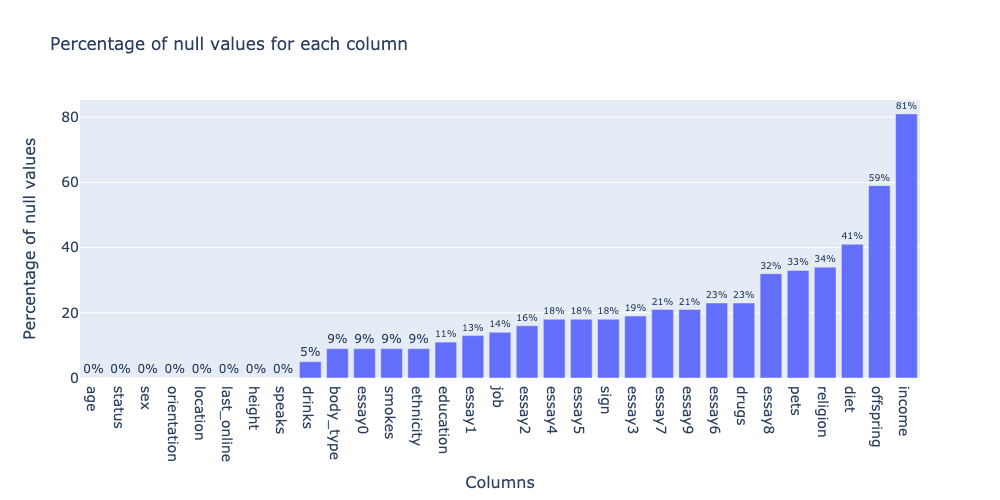 Percentage of null values for each column
Percentage of null values
80
60
40
20
0
0% 0% 0% 0% 0% 0% 0% 0% 5% 9% 9% 9% 9% 11% 13% 14% 16% 18% 18% 18% 19% 21% 21% 23% 23% 32% 33% 34% 41% 59% 81%
age
status
sex
orientation
location
last_online
height
speaks
drinks
body_type
essay0
smokes
ethnicity
education
essay1
job
essay2
essay4
essay5
sign
essay3
essay7
essay9
essay6
drugs
essay8
pets
religion
diet
offspring
income
Columns